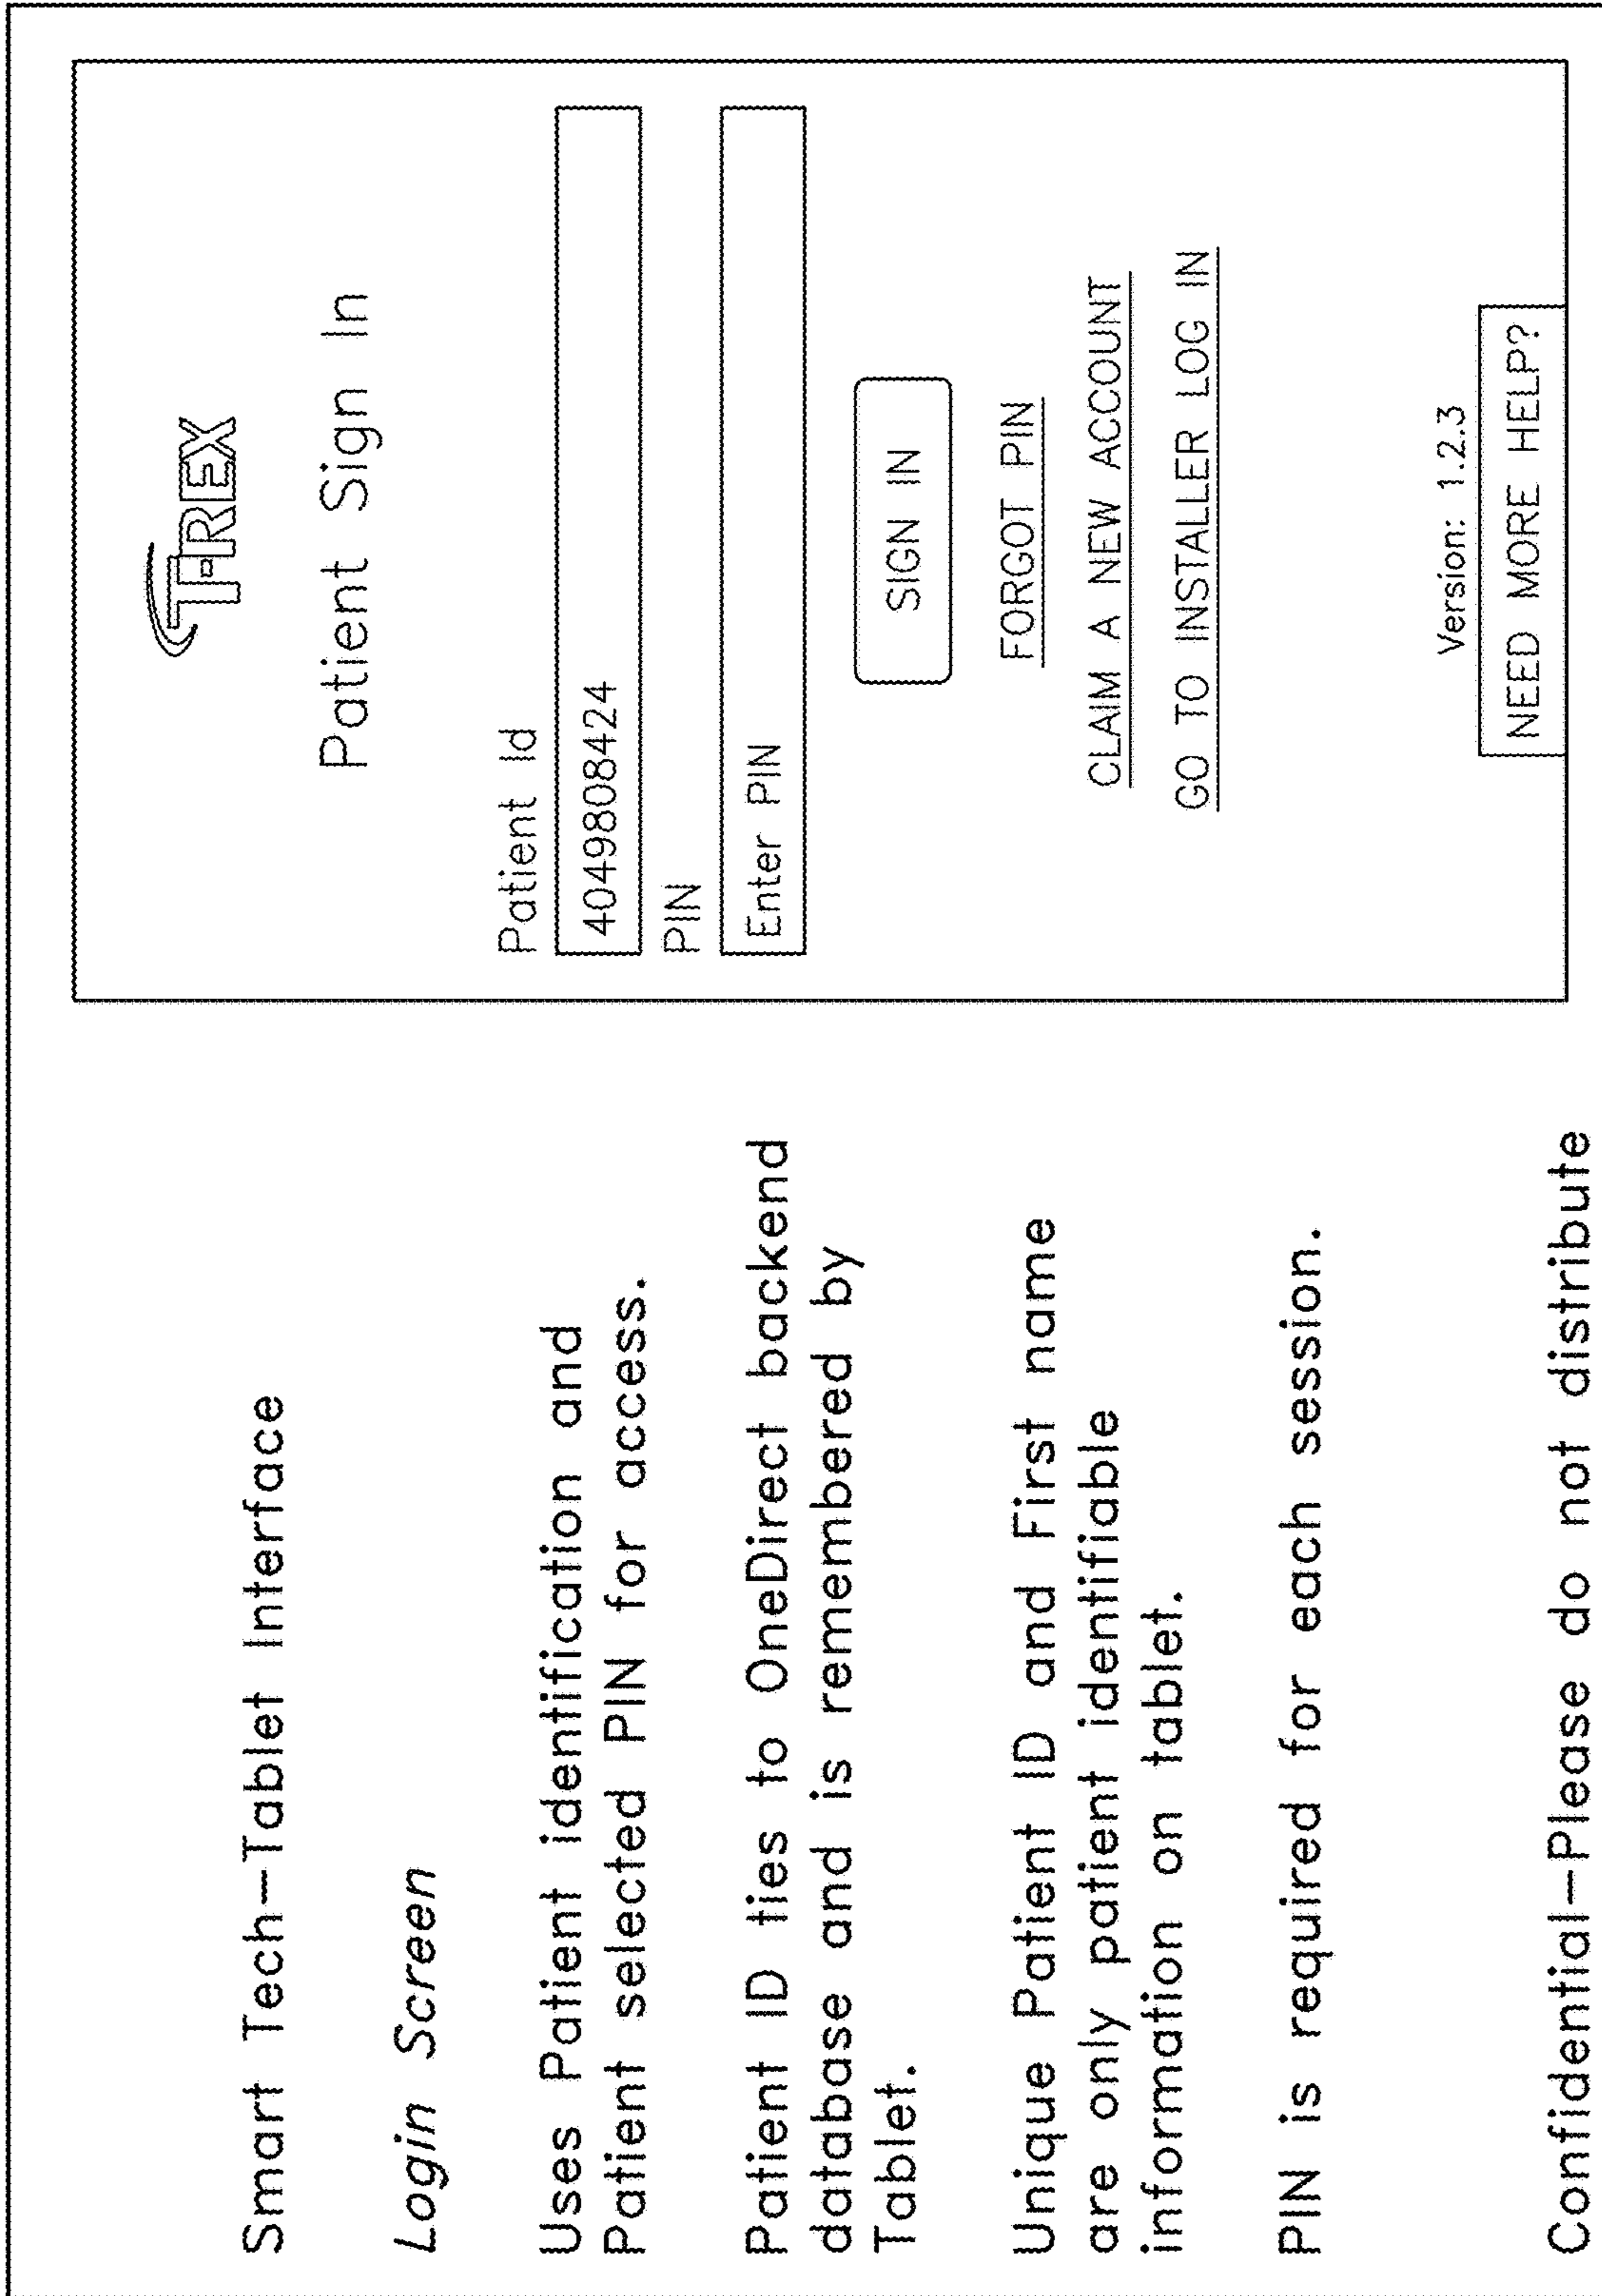 Smart Tech-Tablet Interface
Login Screen
Uses Patient identification and
Patient selected PIN for access.
Patient ID ties to OneDirect backend
database and is remembered by
Tablet.
Unique Patient ID and First name
are only patient identifiable
information on tablet.
PIN is required for each session.
Confidential-Please do not distribute
T-REX
Patient Sign In
Patient Id
4049808424
PIN
Enter PIN
SIGN IN
FORGOT PIN
CLAIM A NEW ACCOUNT
GO TO INSTALLER LOG IN
Version: 1.2.3
NEED MORE HELP?